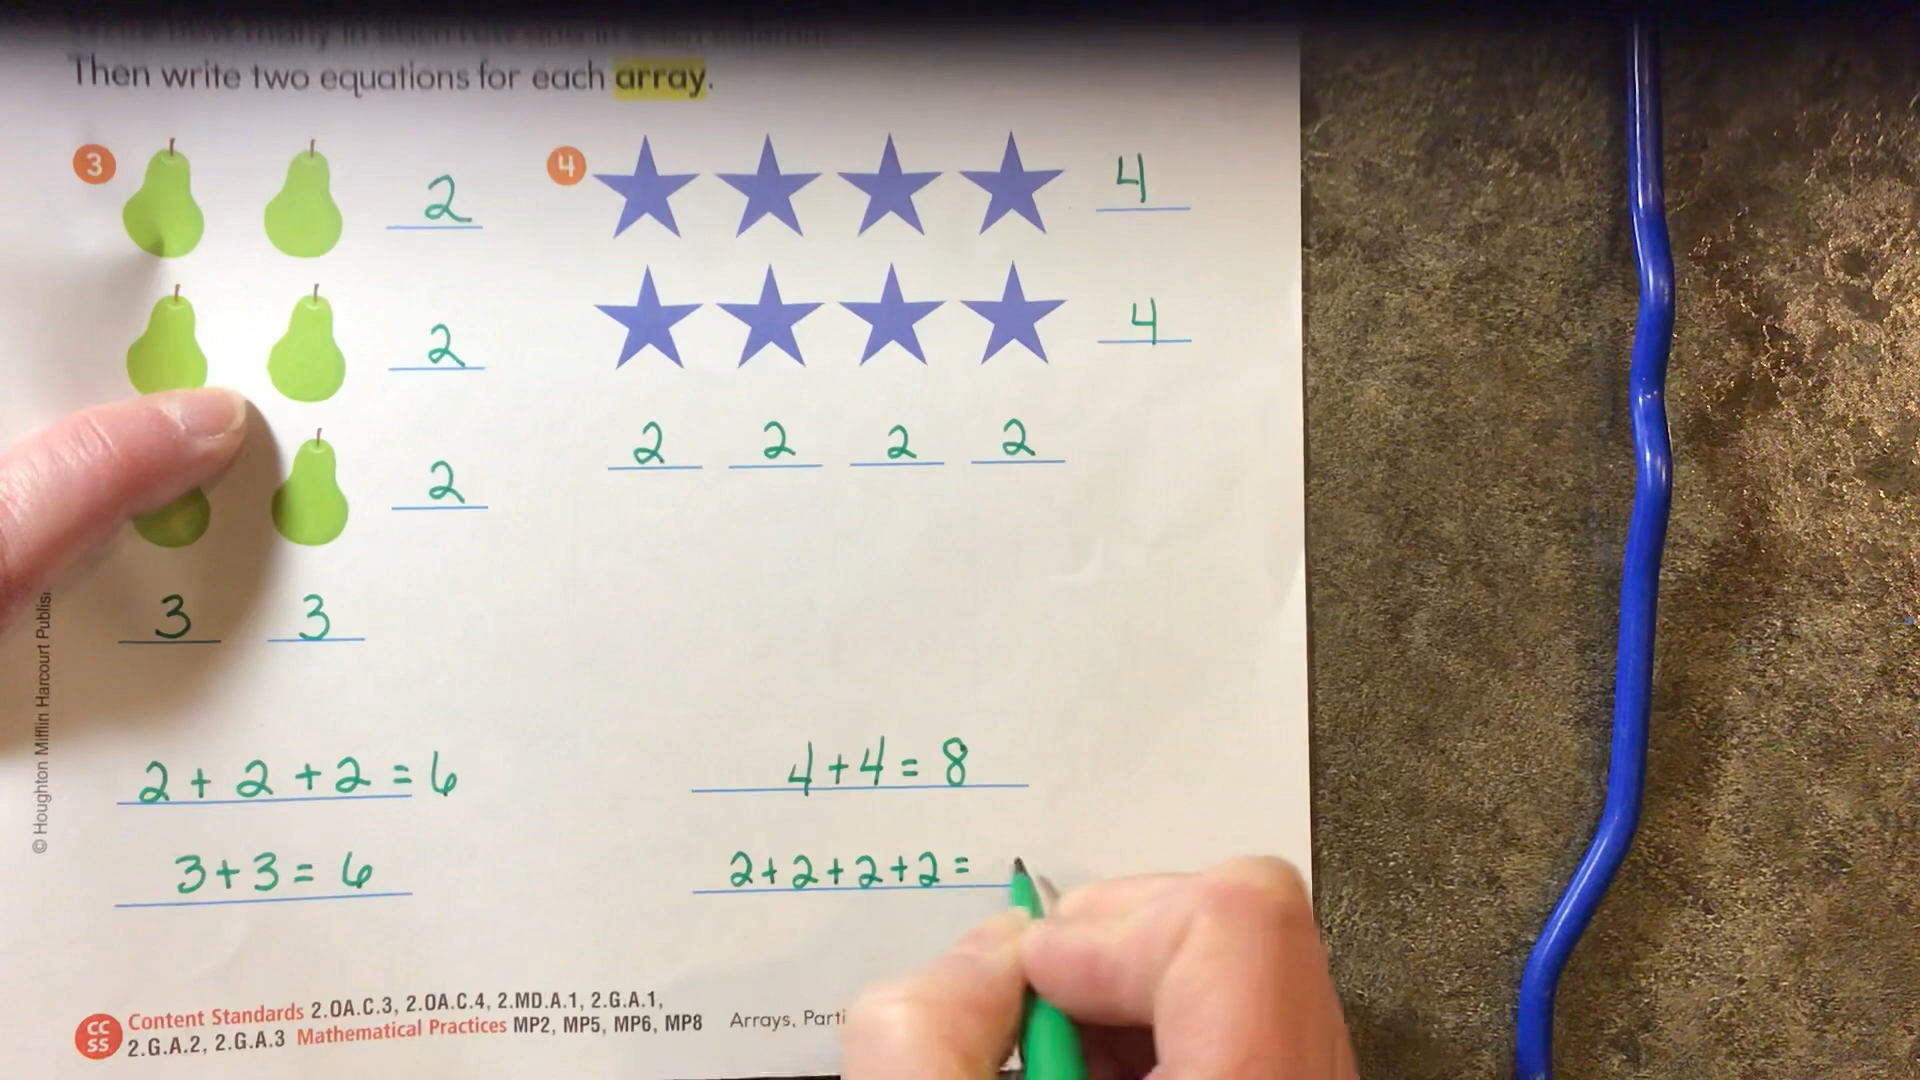 Then write two equations for each array.
3 2 4 4
2 4
2 2 2 2
2
3 3
2 + 2 + 2 = 6
4 + 4 = 8
3 + 3 = 6
2 + 2 + 2 + 2 =
© Houghton Mifflin Harcourt
CC SS
Content Standards 2.OA.C.3, 2.OA.C.4, 2.MD.A.1, 2.G.A.1,
2.G.A.2, 2.G.A.3 Mathematical Practices MP2, MP5, MP6, MP8
Arrays,